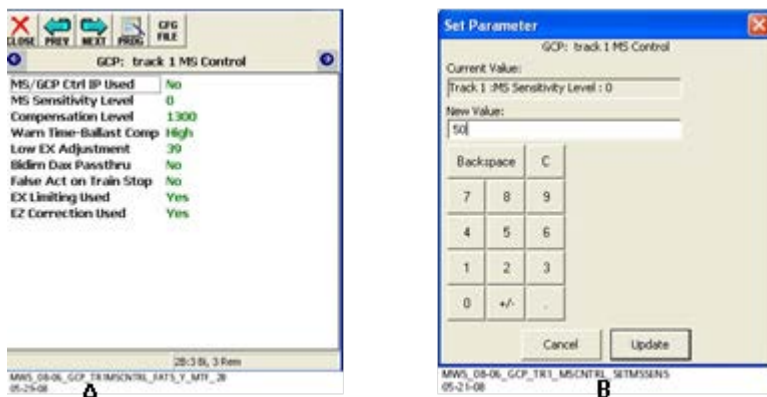 CLOSE PREV NEXT PROG CFG FILE
GCP: track 1 MS Control
MS/GCP Ctrl IP Used No
MS Sensitivity Level 0
Compensation Level 1300
Warn Time-Ballast Comp High
Low EX Adjustment 39
Bidirn Dax Passthru No
False Act on Train Stop No
EX Limiting Used Yes
EZ Correction Used Yes
05-29-08
A
Set Parameter
GCP: track 1 MS Control
Current Value:
Track 1 :MS Sensitivity Level : 0
New Value:
50
Backspace C
7 8 9
4 5 6
1 2 3
0 +/- .
Cancel Update
MWS_08-06_GCP_TR1_MSCNTRL_SETMSSENS
05-21-08
B